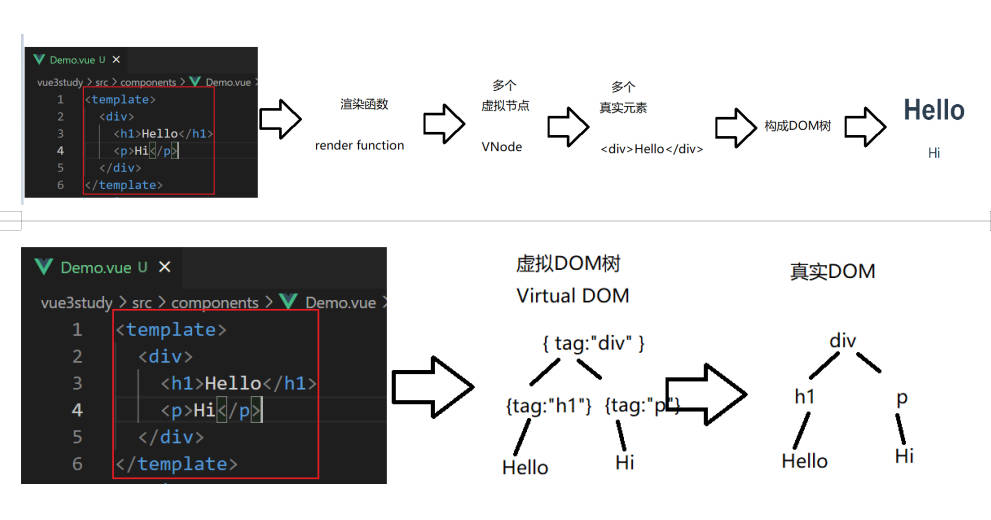 Demo.vue U ×
vue3study > src > components > Demo.vue >
1 <template>
2 <div>
3 <h1>Hello</h1>
4 <p>Hi</p>
5 </div>
6 </template>
渲染函数
render function
多个
虚拟节点
VNode
多个
真实元素
<div>Hello</div>
构成DOM树
Hello
Hi
Demo.vue U ×
vue3study > src > components > Demo.vue >
1 <template>
2 <div>
3 <h1>Hello</h1>
4 <p>Hi</p>
5 </div>
6 </template>
虚拟DOM树
Virtual DOM
{ tag:"div" }
{tag:"h1"} {tag:"p"}
Hello Hi
真实DOM
div
h1 p
Hello Hi